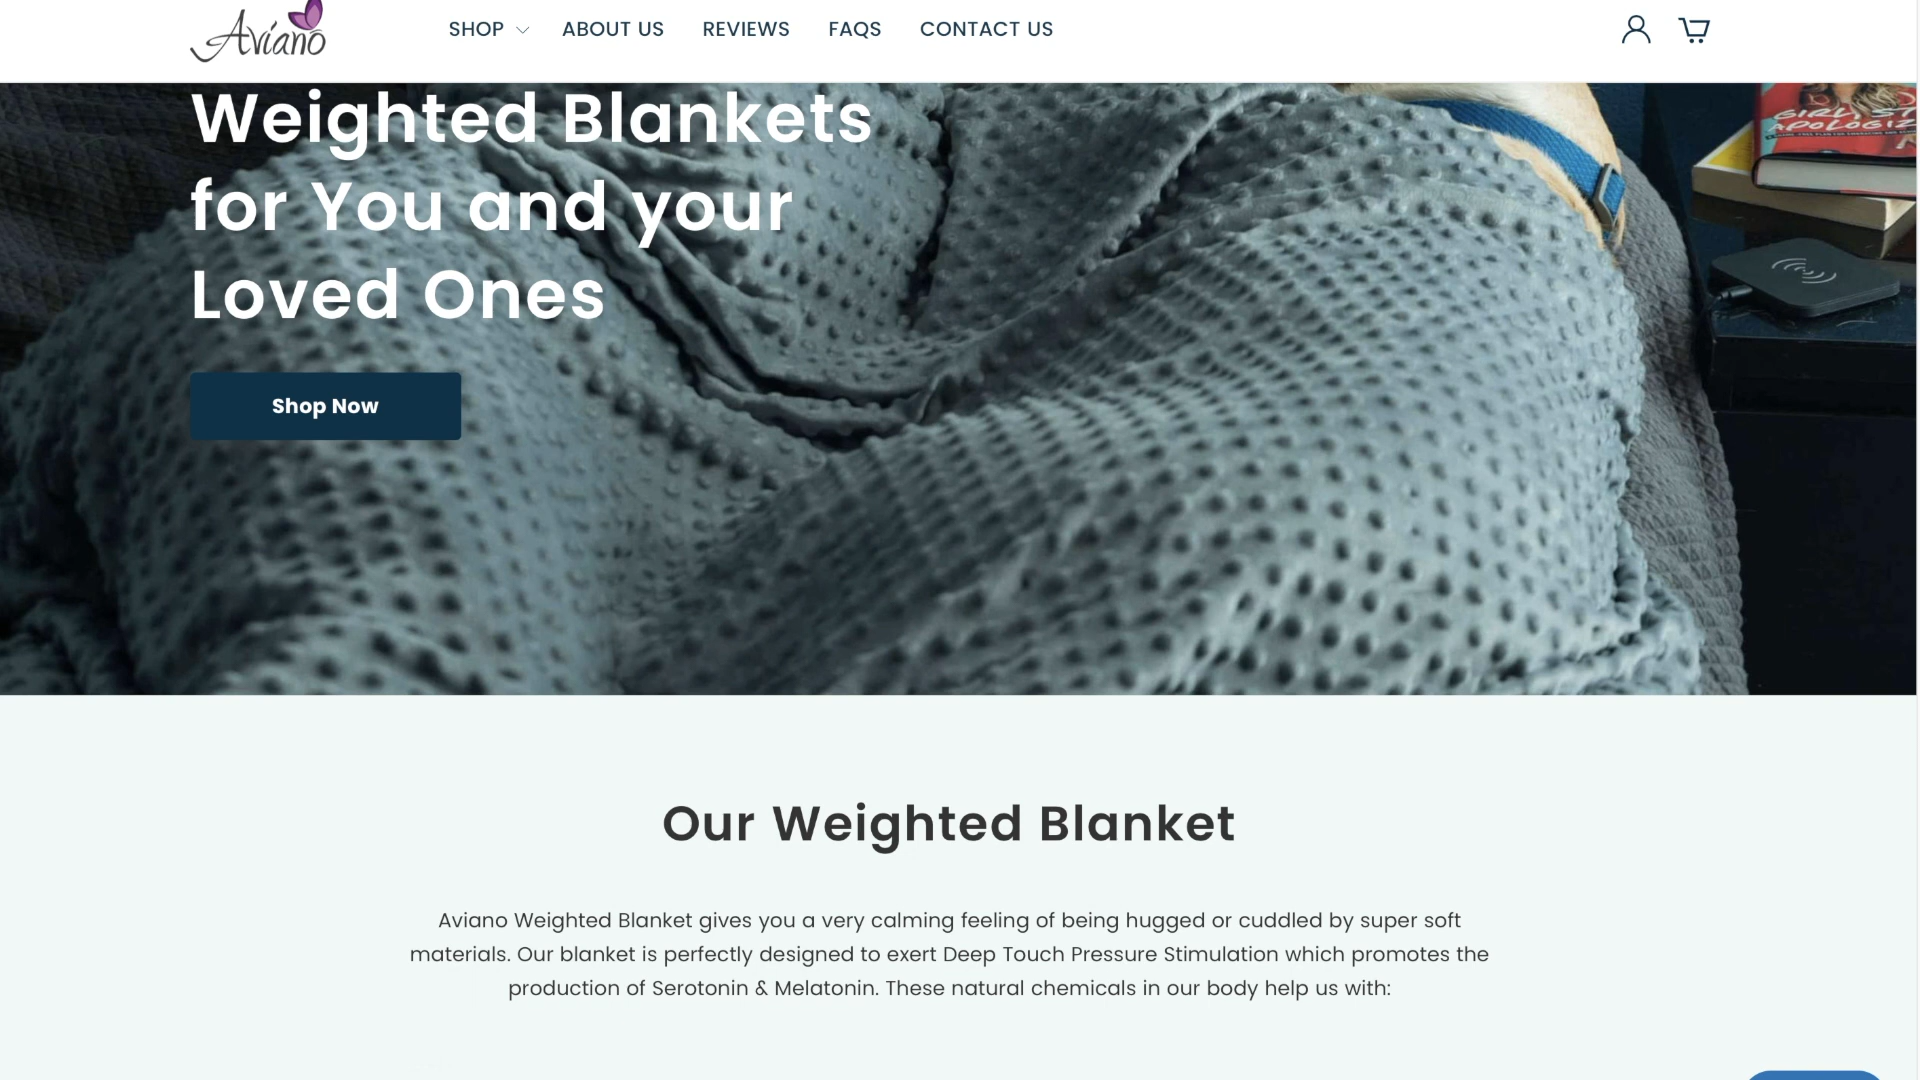 Aviano
SHOP
ABOUT US
REVIEWS
FAQS
CONTACT US
Weighted Blankets
for You and your
Loved Ones
GIRL, ST
APOLOGIZ
Shop Now
Our Weighted Blanket
Aviano Weighted Blanket gives you a very calming feeling of being hugged or cuddled by super soft
materials. Our blanket is perfectly designed to exert Deep Touch Pressure Stimulation which promotes the
production of Serotonin & Melatonin. These natural chemicals in our body help us with: